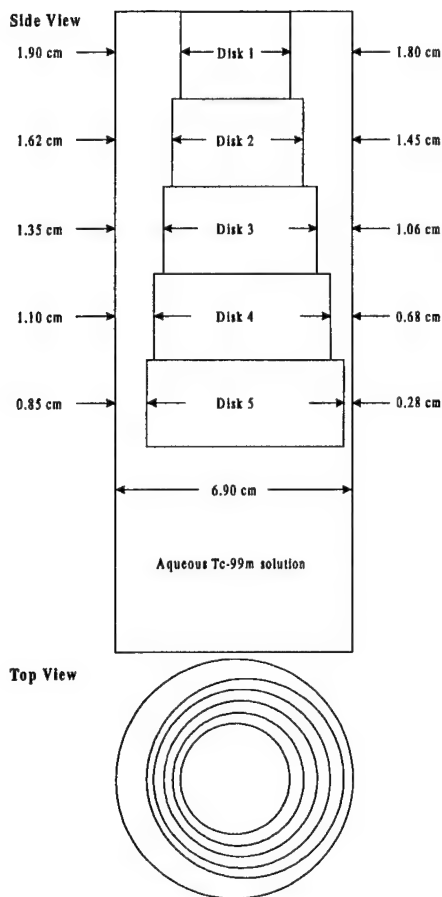 Side View
1.90 cm Disk 1 1.80 cm
1.62 cm Disk 2 1.45 cm
1.35 cm Disk 3 1.06 cm
1.10 cm Disk 4 0.68 cm
0.85 cm Disk 5 0.28 cm
6.90 cm
Aqueous Tc-99m solution
Top View